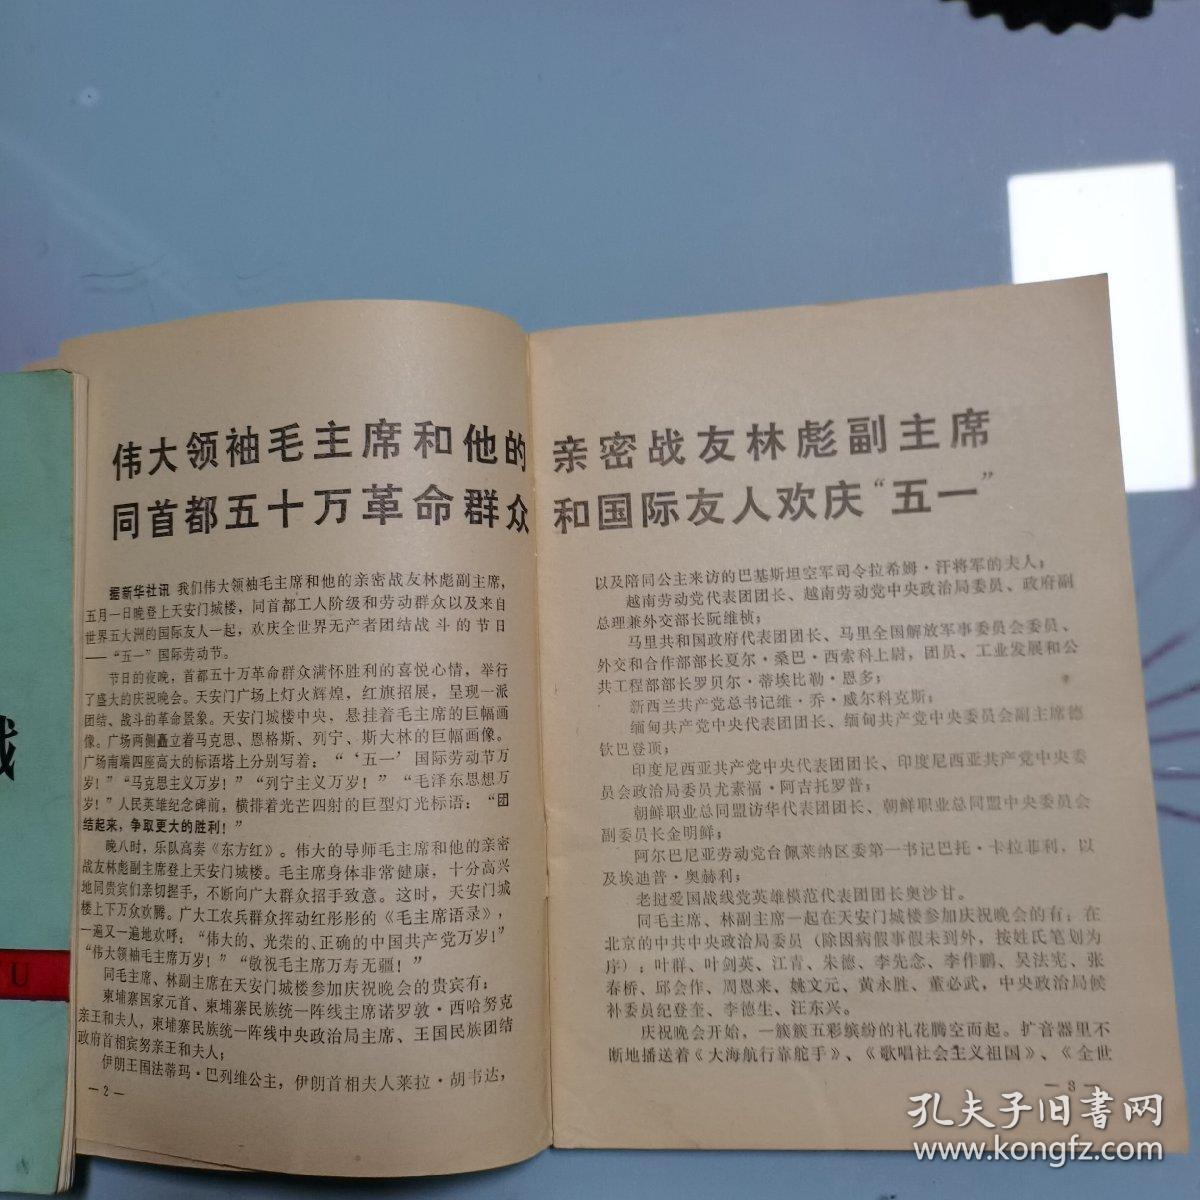 伟大领袖毛主席和他的亲密战友林彪副主席
同首都五十万革命群众和国际友人欢庆“五一”
据新华社讯 我们伟大领袖毛主席和他的亲密战友林彪副主席，
五月一日晚登上天安门城楼，同首都工人阶级和劳动群众以及来自
世界五大洲的国际友人一起，欢庆全世界无产者团结战斗的节日
——“五一”国际劳动节。
节日的夜晚，首都五十万革命群众满怀胜利的喜悦心情，举行
了盛大的庆祝晚会。天安门广场上灯火辉煌，红旗招展，呈现一派
团结、战斗的革命景象。天安门城楼中央，悬挂着毛主席的巨幅画
像。广场两侧矗立着马克思、恩格斯、列宁、斯大林的巨幅画像。
广场南端四座高大的标语塔上分别写着：“‘五一’国际劳动节万
岁！”“马克思主义万岁！”“列宁主义万岁！”“毛泽东思想万
岁！”人民英雄纪念碑前，横排着光芒四射的巨型灯光标语：“团
结起来，争取更大的胜利！”
晚八时，乐队高奏《东方红》。伟大的导师毛主席和他的亲密
战友林彪副主席登上天安门城楼。毛主席身体非常健康，十分高兴
地同贵宾们亲切握手，不断向广大群众招手致意。这时，天安门城
楼上下万众欢腾。广大工农兵群众挥动红彤彤的《毛主席语录》，
一遍又一遍地欢呼：“伟大的、光荣的、正确的中国共产党万岁！”
“伟大领袖毛主席万岁！”“敬祝毛主席万寿无疆！”
同毛主席、林副主席在天安门城楼参加庆祝晚会的贵宾有：
柬埔寨国家元首、柬埔寨民族统一阵线主席诺罗敦·西哈努克
亲王和夫人，柬埔寨民族统一阵线中央政治局主席、王国民族团结
政府首相宾努亲王和夫人；
伊朗王国法蒂玛·巴列维公主，伊朗首相夫人莱拉·胡韦达，
—2—
以及陪同公主来访的巴基斯坦空军司令拉希姆·汗将军的夫人；
越南劳动党代表团团长、越南劳动党中央政治局委员、政府副
总理兼外交部长阮维桢；
马里共和国政府代表团团长、马里全国解放军事委员会委员、
外交和合作部部长夏尔·桑巴·西索科上尉，团员、工业发展和公
共工程部部长罗贝尔·蒂埃比勒·恩多；
新西兰共产党总书记维·乔·威尔科克斯；
缅甸共产党中央代表团团长、缅甸共产党中央委员会副主席德
钦巴登顶；
印度尼西亚共产党中央代表团团长、印度尼西亚共产党中央委
员会政治局委员尤素福·阿吉托罗普；
朝鲜职业总同盟访华代表团团长、朝鲜职业总同盟中央委员会
副委员长金明鲜；
阿尔巴尼亚劳动党台佩莱纳区委第一书记巴托·卡拉菲利，以
及埃迪普·奥赫利；
老挝爱国战线党英雄模范代表团团长奥沙甘。
同毛主席、林副主席一起在天安门城楼参加庆祝晚会的有：在
北京的中共中央政治局委员（除因病假事假未到外，按姓氏笔划为
序）：叶群、叶剑英、江青、朱德、李先念、李作鹏、吴法宪、张
春桥、邱会作、周恩来、姚文元、黄永胜、董必武，中央政治局候
补委员纪登奎、李德生、汪东兴。
庆祝晚会开始，一簇簇五彩缤纷的礼花腾空而起。扩音器里不
断地播送着《大海航行靠舵手》、《歌唱社会主义祖国》、《全世
—3—
U
孔夫子旧书网
www.kongfz.com